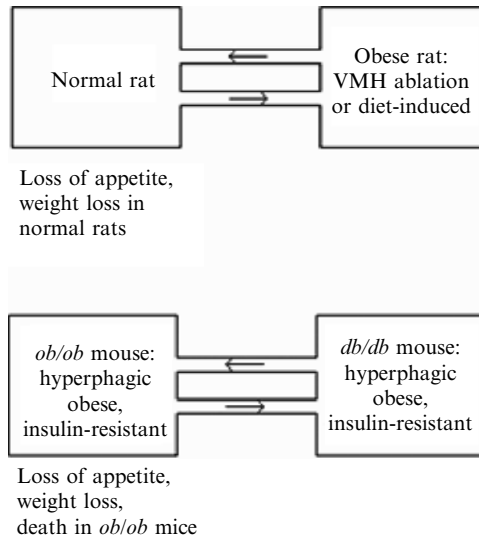 Normal rat
Obese rat:
VMH ablation
or diet-induced
Loss of appetite,
weight loss in
normal rats
ob/ob mouse:
hyperphagic
obese,
insulin-resistant
db/db mouse:
hyperphagic
obese,
insulin-resistant
Loss of appetite,
weight loss,
death in ob/ob mice